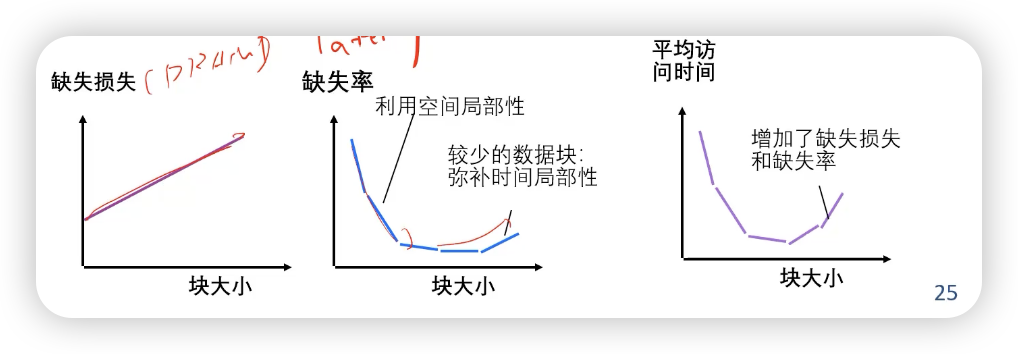 缺失损失
(DRAM)
缺失率
利用空间局部性
较少的数据块：
弥补时间局部性
块大小
块大小
平均访
问时间
增加了缺失损失
和缺失率
块大小
25